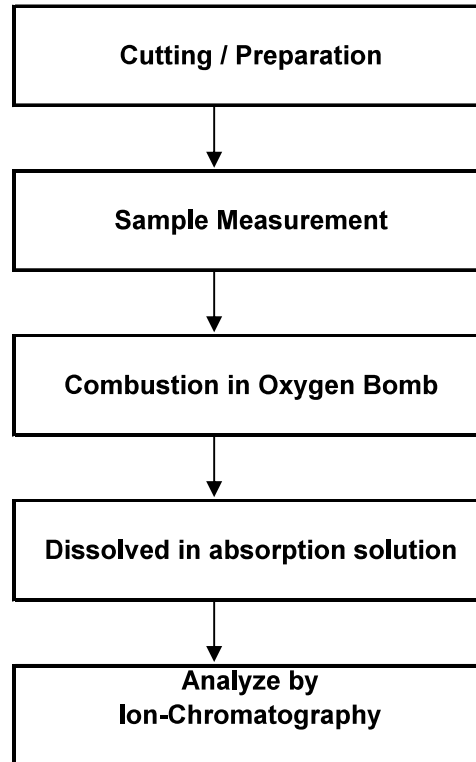 Cutting / Preparation
Sample Measurement
Combustion in Oxygen Bomb
Dissolved in absorption solution
Analyze by
Ion-Chromatography